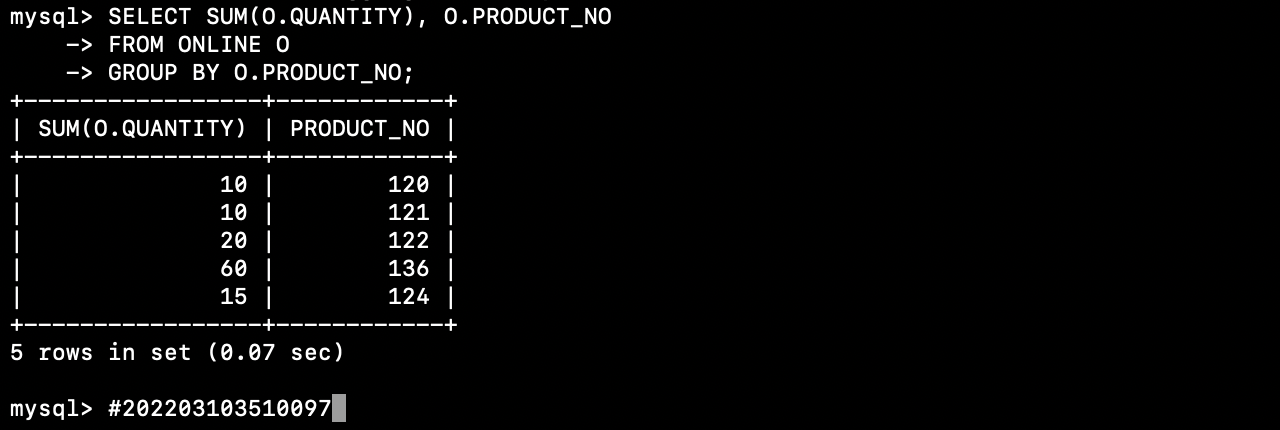 mysql> SELECT SUM(O.QUANTITY), O.PRODUCT_NO
    -> FROM ONLINE O
    -> GROUP BY O.PRODUCT_NO;
+-----------------+------------+
| SUM(O.QUANTITY) | PRODUCT_NO |
+-----------------+------------+
|              10 |        120 |
|              10 |        121 |
|              20 |        122 |
|              60 |        136 |
|              15 |        124 |
+-----------------+------------+
5 rows in set (0.07 sec)

mysql> #202203103510097